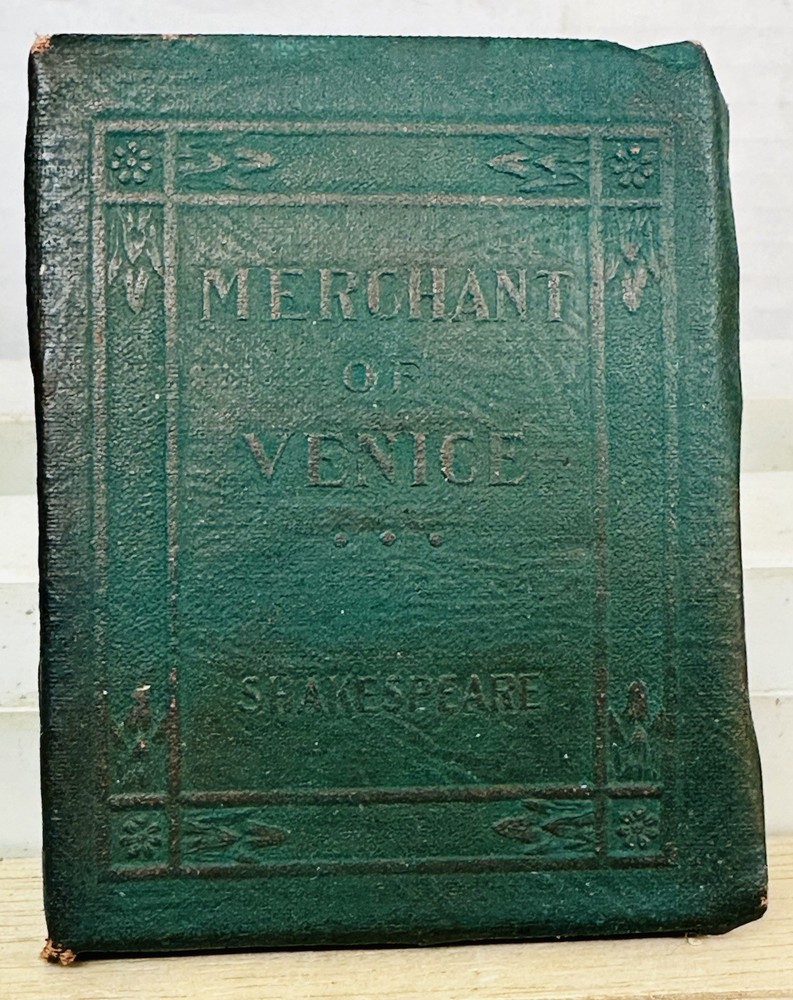 MERCHANT
OF
VENICE
SHAKESPEARE